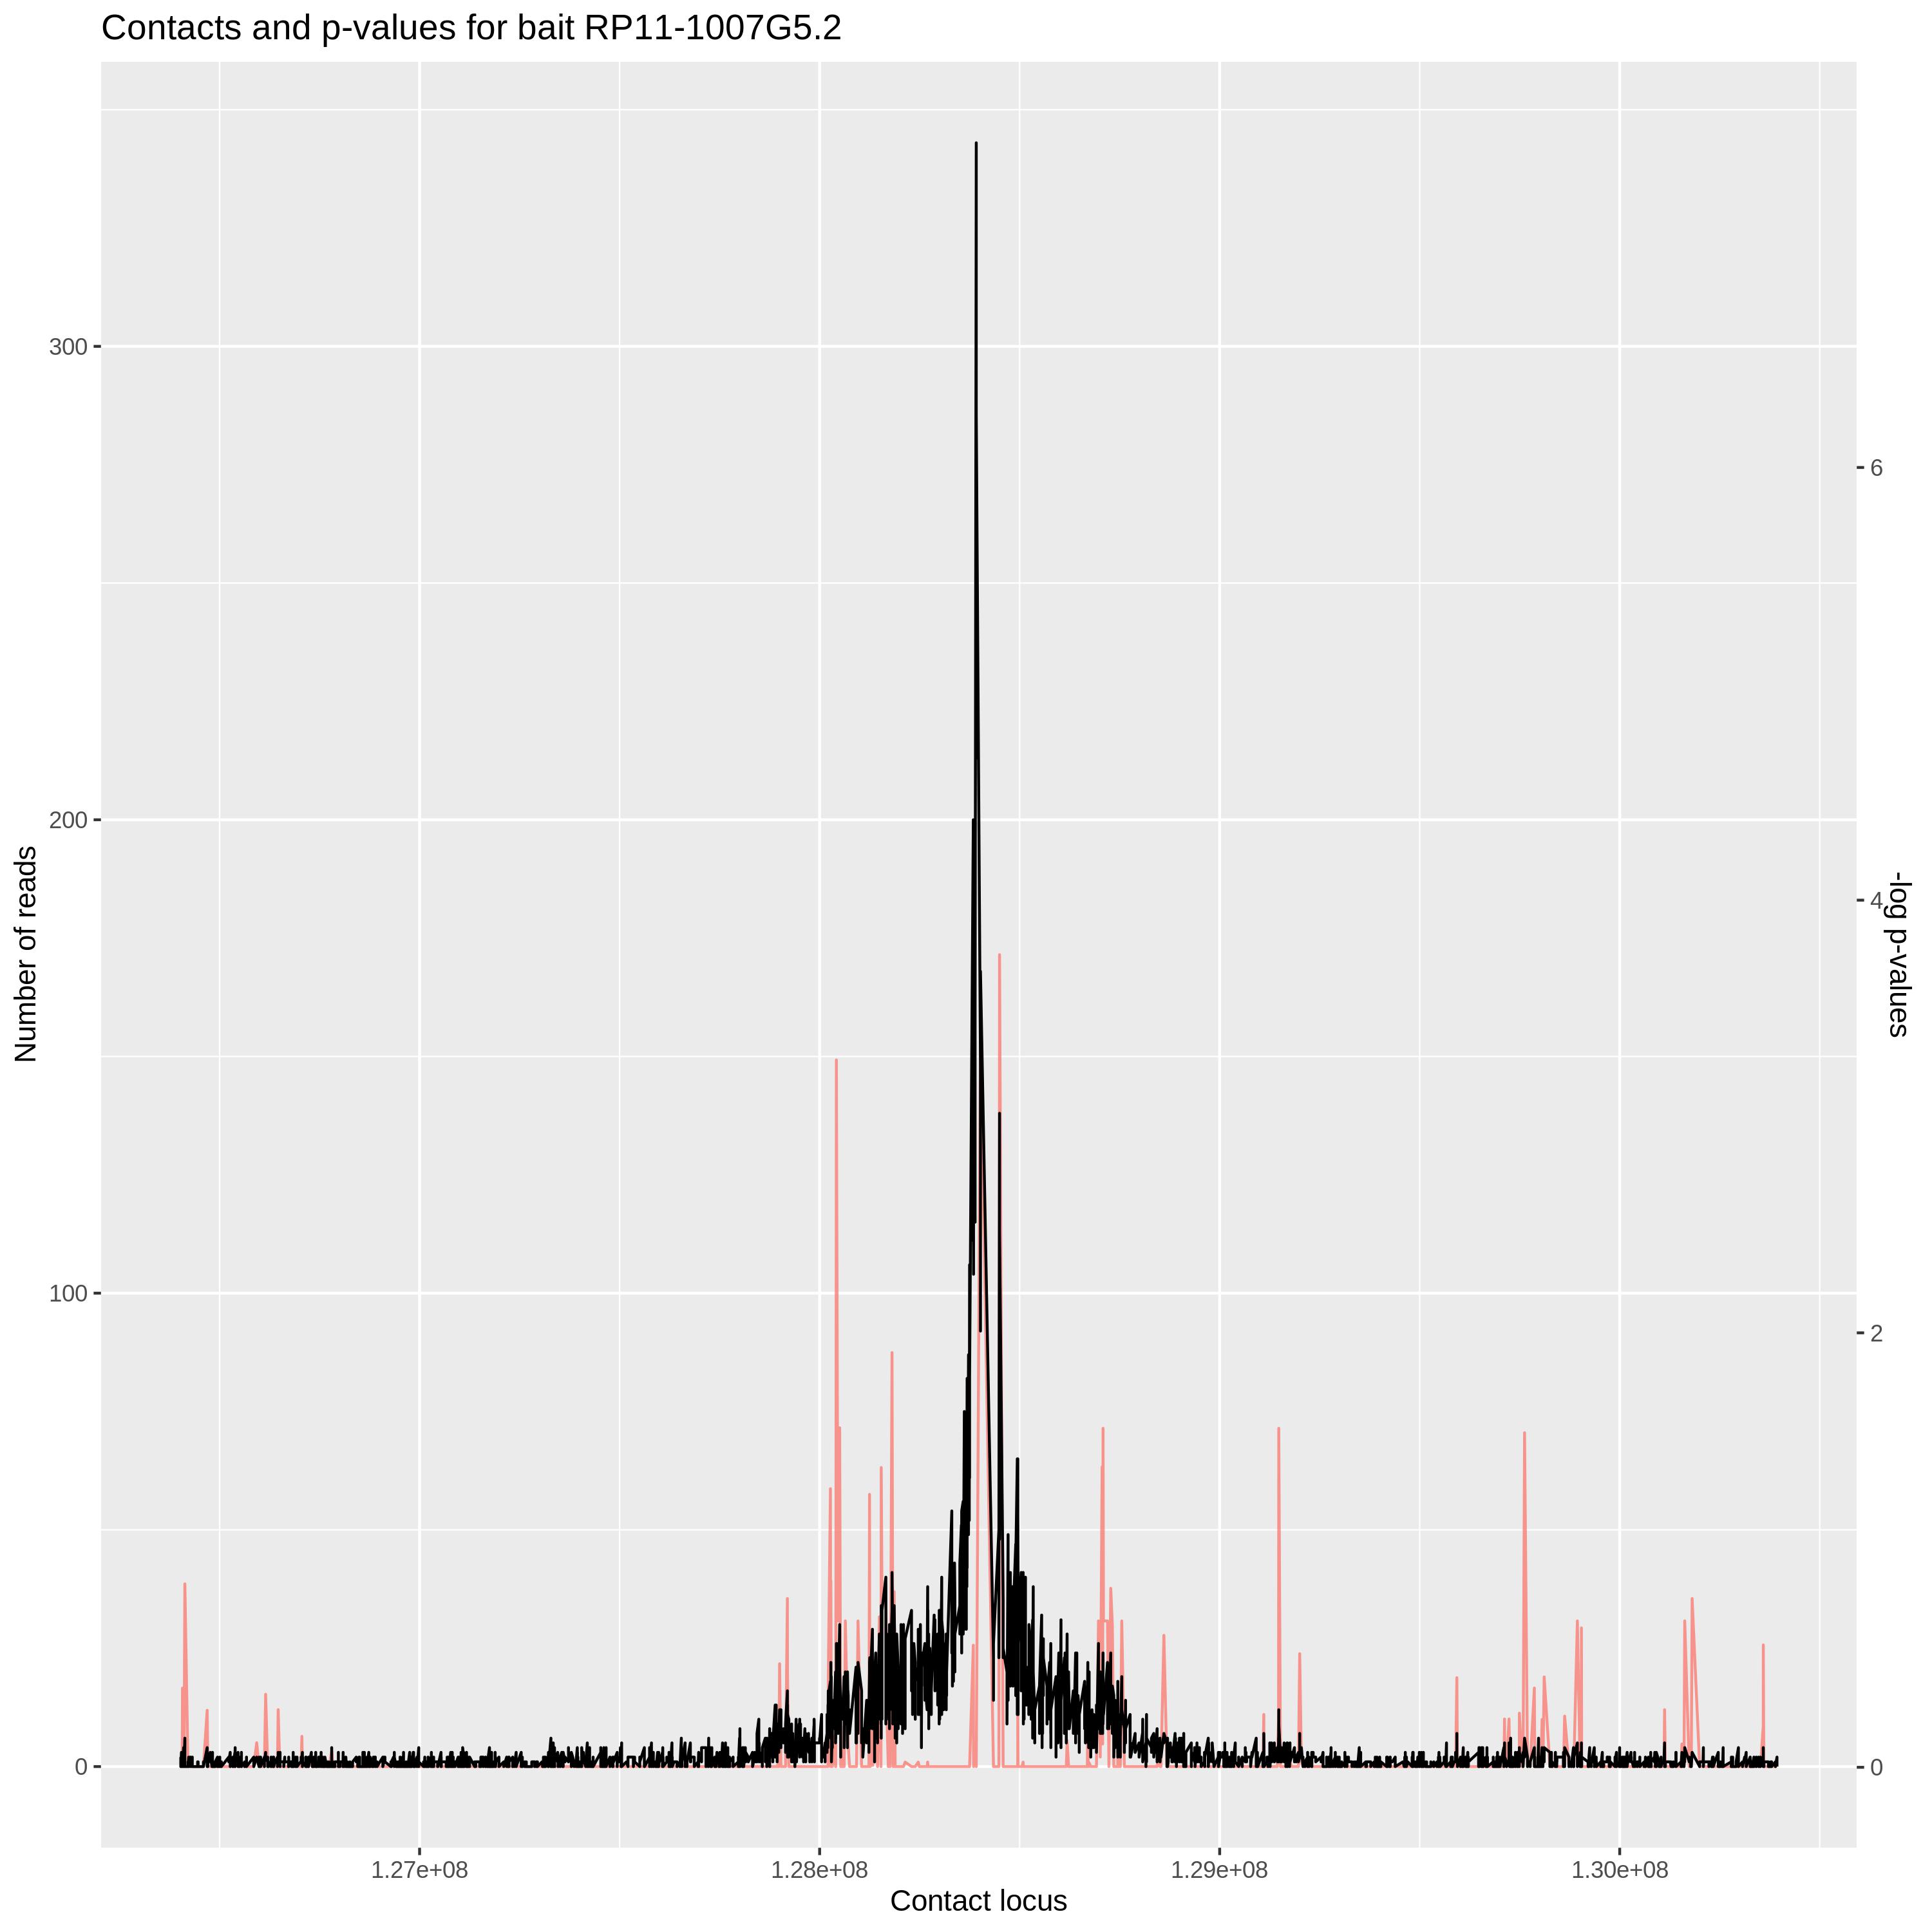 Contacts and p-values for bait RP11-1007G5.2
Number of reads
300
200
100
0
6
4
2
0
-log p-values
1.27e+08 1.28e+08 1.29e+08 1.30e+08
Contact locus